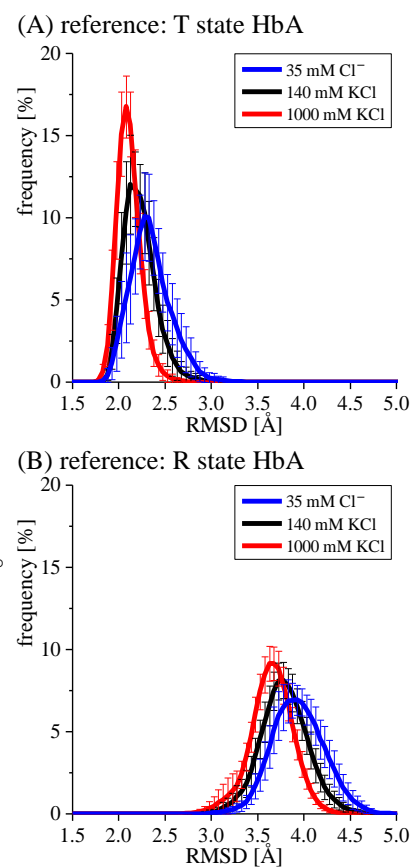 (A) reference: T state HbA
35 mM Cl⁻
140 mM KCl
1000 mM KCl
frequency [%]
20
15
10
5
0
1.5 2.0 2.5 3.0 3.5 4.0 4.5 5.0
RMSD [Å]
(B) reference: R state HbA
35 mM Cl⁻
140 mM KCl
1000 mM KCl
frequency [%]
20
15
10
5
0
1.5 2.0 2.5 3.0 3.5 4.0 4.5 5.0
RMSD [Å]